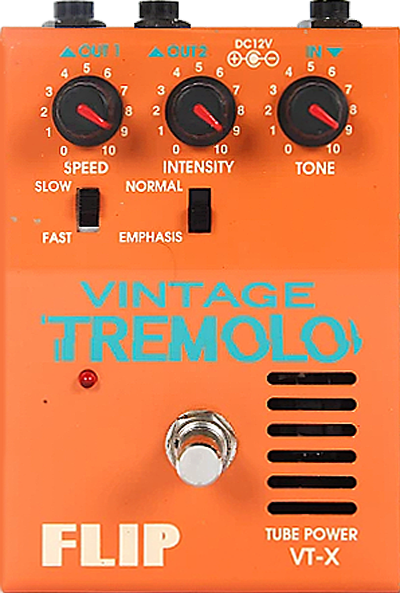 ▲OUT 1 ▲OUT2 DC12V IN▼
0 1 2 3 4 5 6 7 8 9 10
0 1 2 3 4 5 6 7 8 9 10
0 1 2 3 4 5 6 7 8 9 10
SPEED INTENSITY TONE
SLOW NORMAL
FAST EMPHASIS
VINTAGE
TREMOLO
TUBE POWER
FLIP VT-X